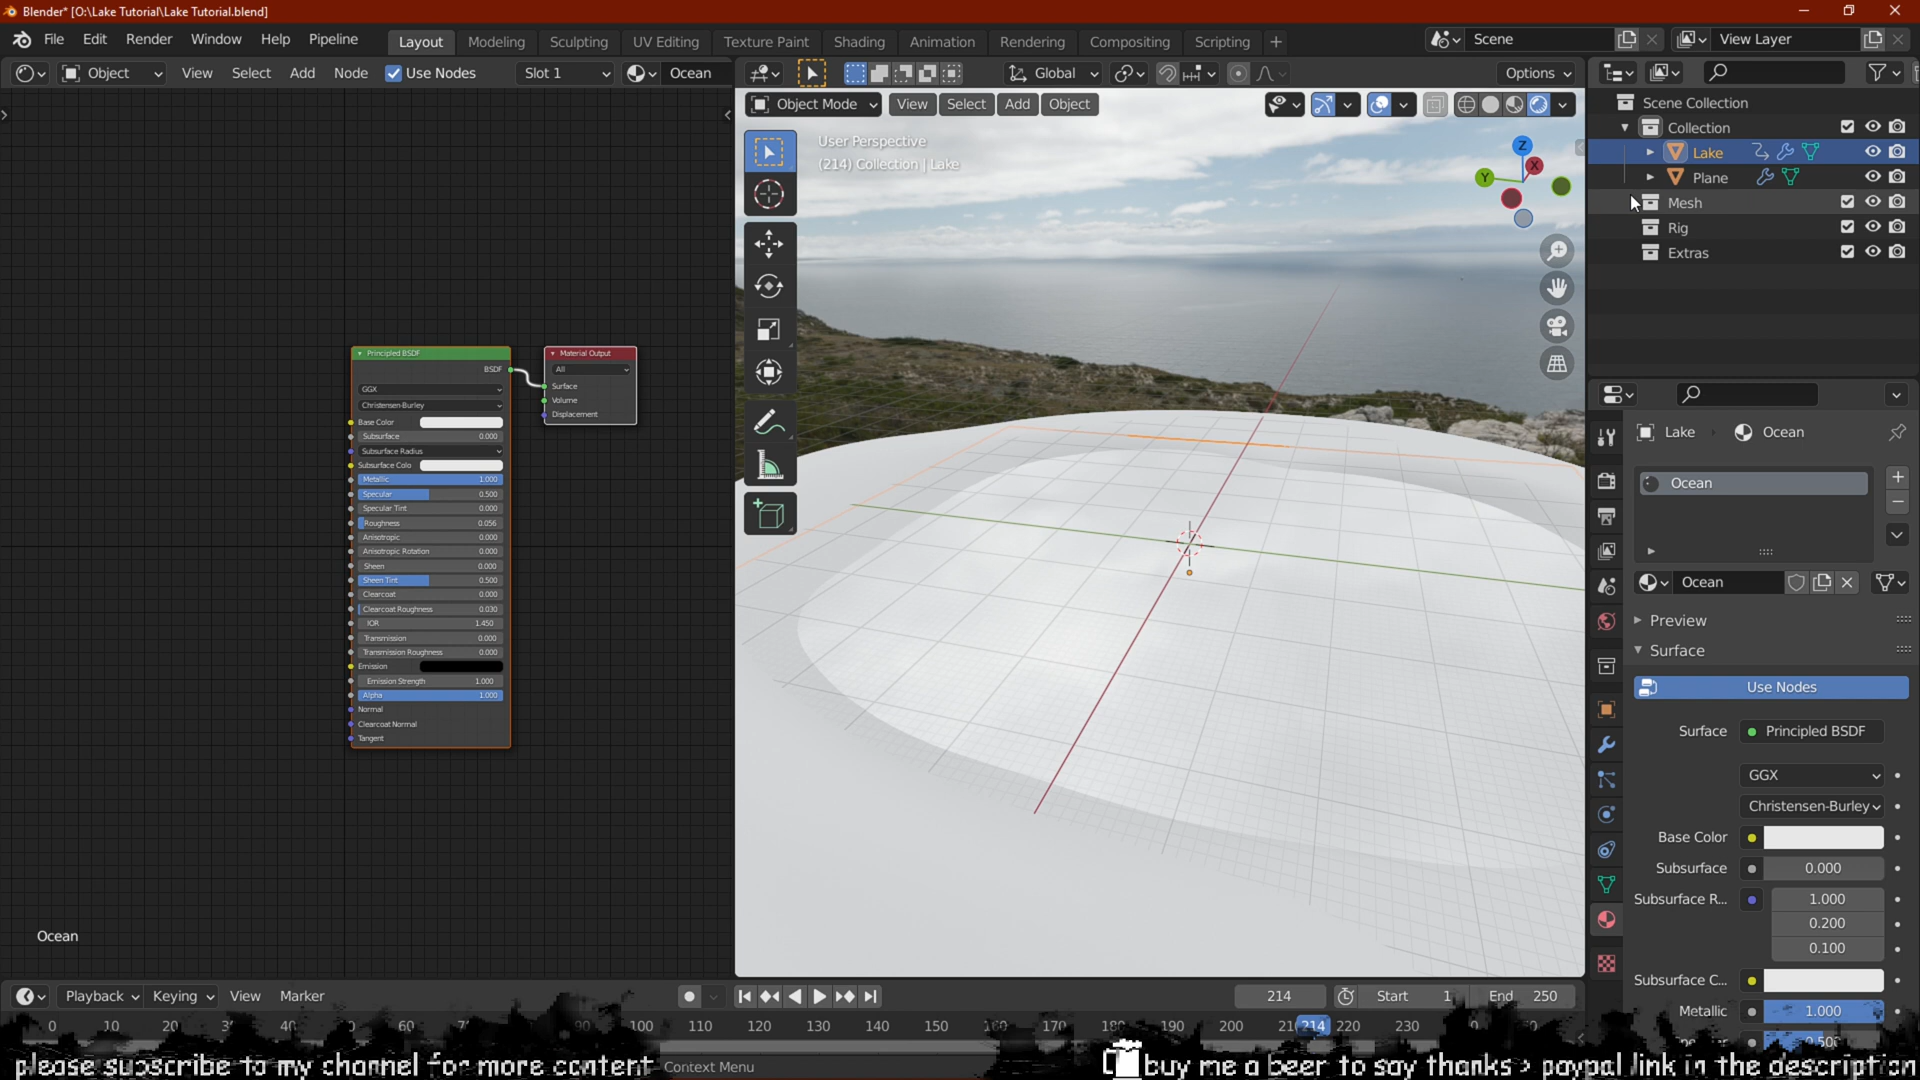 Blender* [O:\Lake Tutorial\Lake Tutorial.blend]
File Edit Render Window Help Pipeline Layout Modeling Sculpting UV Editing Texture Paint Shading Animation Rendering Compositing Scripting + Scene View Layer
Object View Select Add Node Use Nodes Slot 1 Ocean Global Options
Object Mode View Select Add Object
User Perspective
(214) Collection | Lake
Z
X
Y
Scene Collection
Collection
Lake
Plane
Mesh
Rig
Extras
Principled BSDF
BSDF
GGX
Christensen-Burley
Base Color
Subsurface 0.000
Subsurface Radius
Subsurface Colo
Metallic 1.000
Specular 0.500
Specular Tint 0.000
Roughness 0.056
Anisotropic 0.000
Anisotropic Rotation 0.000
Sheen 0.000
Sheen Tint 0.500
Clearcoat 0.000
Clearcoat Roughness 0.030
IOR 1.450
Transmission 0.000
Transmission Roughness 0.000
Emission
Emission Strength 1.000
Alpha 1.000
Normal
Clearcoat Normal
Tangent
Material Output
All
Surface
Volume
Displacement
Ocean
Lake Ocean
Ocean
Ocean
Preview
Surface
Use Nodes
Surface Principled BSDF
GGX
Christensen-Burley
Base Color
Subsurface 0.000
Subsurface R... 1.000
0.200
0.100
Subsurface C...
Metallic 1.000
0.500
Playback Keying View Marker 214 Start 1 End 250
0 10 20 40 60 90 100 110 120 130 140 150 160 170 180 190 200 214 220 230
please subscribe to my channel for more content Context Menu buy me a beer to say thanks > paypal link in the description